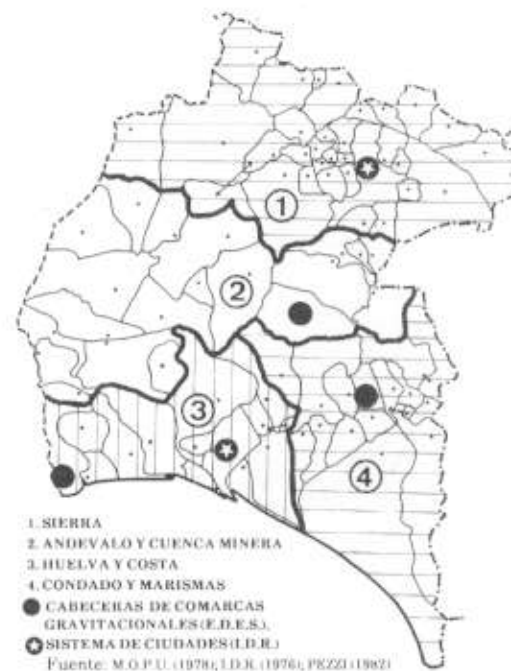 1
2
3
4
1. SIERRA
2. ANDEVALO Y CUENCA MINERA
3. HUELVA Y COSTA
4. CONDADO Y MARISMAS
CABECERAS DE COMARCAS
GRAVITACIONALES (E.D.E.S.).
SISTEMA DE CIUDADES (I.D.R.)
Fuente: M.O.P.U. (1978); I.D.R. (1976); PEZZI (1982)